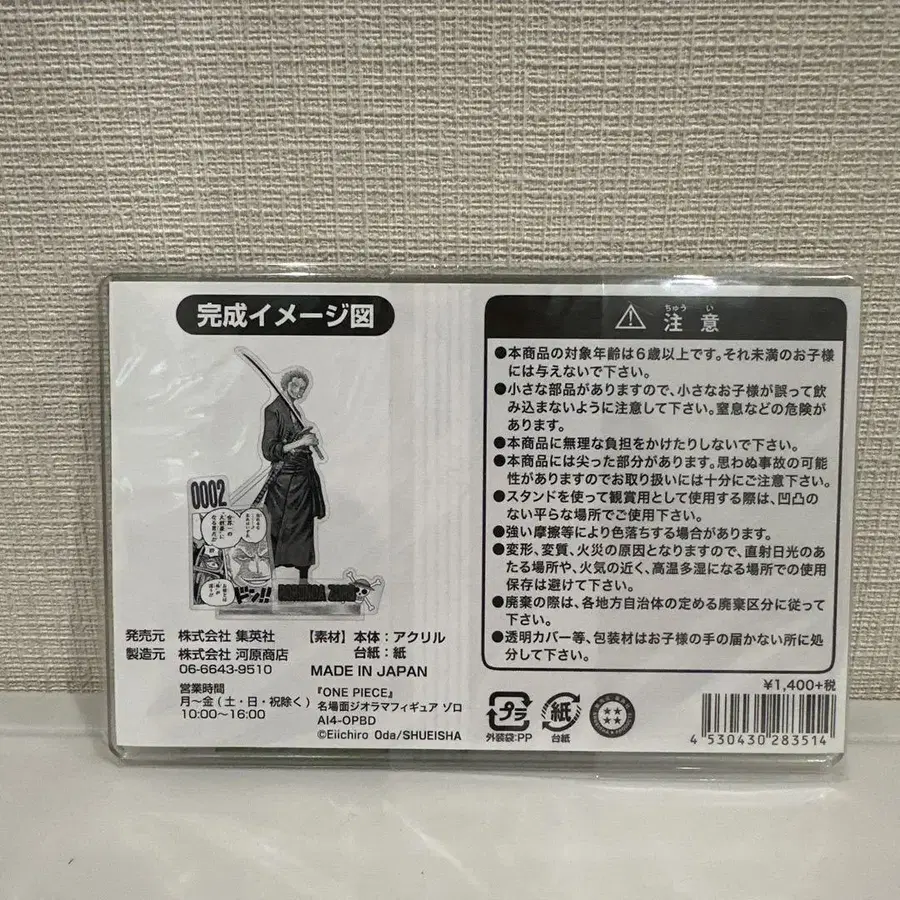 完成イメージ図
0002
世界一の
大剣豪に
なる男だ!!
ドン!!
RORONOA ZORO
発売元 株式会社 集英社
製造元 株式会社 河原商店
06-6643-9510
営業時間
月～金(土・日・祝除く)
10:00～16:00
【素材】本体：アクリル
台紙：紙
MADE IN JAPAN
『ONE PIECE』
名場面ジオラマフィギュア ゾロ
AI4-OPBD
©Eiichiro Oda/SHUEISHA
ちゅう い
注 意
●本商品の対象年齢は6歳以上です。それ未満のお子様
には与えないで下さい。
●小さな部品がありますので、小さなお子様が誤って飲
み込まないように注意して下さい。窒息などの危険が
あります。
●本商品に無理な負担をかけたりしないで下さい。
●本商品には尖った部分があります。思わぬ事故の可能
性がありますのでお取り扱いには十分にご注意下さい。
●スタンドを使って観賞用として使用する際は、凹凸の
ない平らな場所でご使用下さい。
●強い摩擦等により色落ちする場合があります。
●変形、変質、火災の原因となりますので、直射日光のあ
たる場所や、火気の近く、高温多湿になる場所での使用
保存は避けて下さい。
●廃棄の際は、各地方自治体の定める廃棄区分に従って
下さい。
●透明カバー等、包装材はお子様の手の届かない所に処
分して下さい。
¥1,400+税
プラ
外装袋:PP
紙
台紙
4 530430 283514